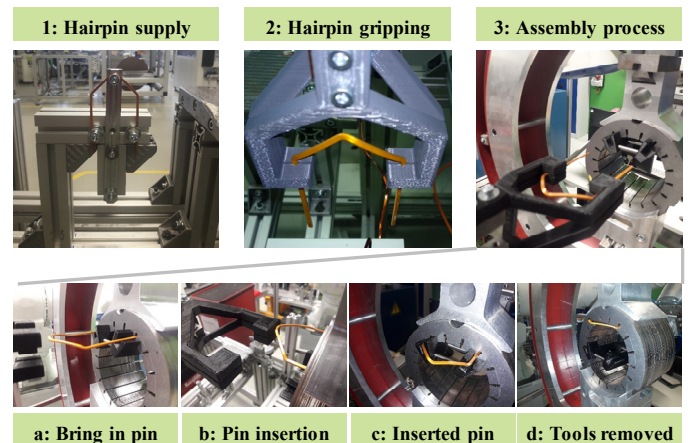 1: Hairpin supply
2: Hairpin gripping
3: Assembly process
a: Bring in pin
b: Pin insertion
c: Inserted pin
d: Tools removed